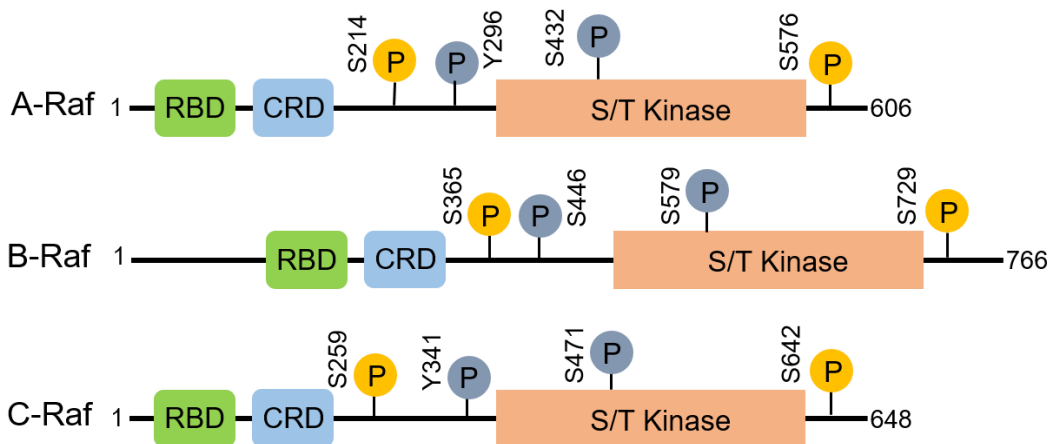 S214 Y296 S432 S576
P P P P
A-Raf 1 RBD CRD S/T Kinase 606
S365 S446 S579 S729
P P P P
B-Raf 1 RBD CRD S/T Kinase 766
S259 Y341 S471 S642
P P P P
C-Raf 1 RBD CRD S/T Kinase 648